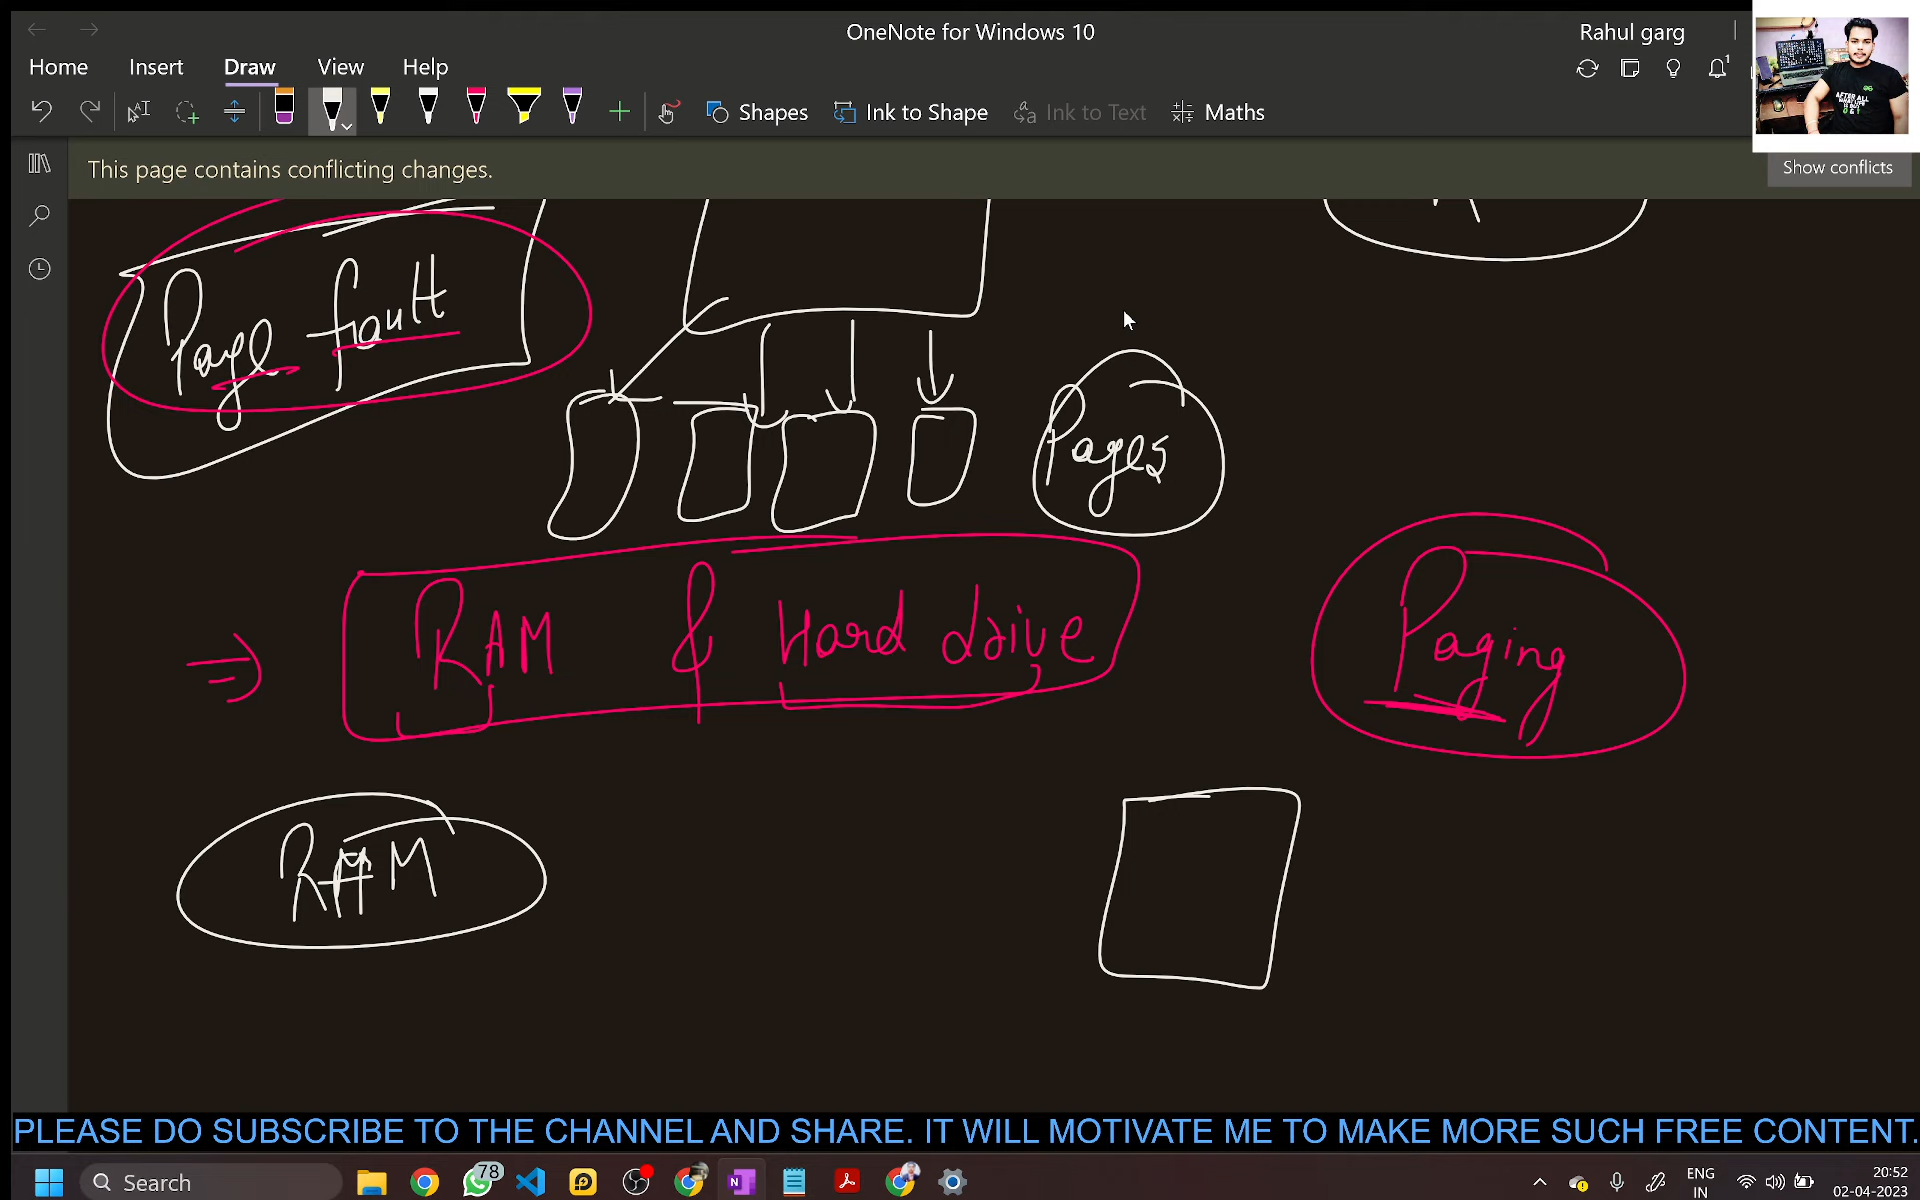 OneNote for Windows 10
Rahul garg
Home Insert Draw View Help
Shapes Ink to Shape Ink to Text Maths
AFTER ALL
This page contains conflicting changes.
Show conflicts
Page fault
Pages
RAM & Hard drive
Paging
RAM
PLEASE DO SUBSCRIBE TO THE CHANNEL AND SHARE. IT WILL MOTIVATE ME TO MAKE MORE SUCH FREE CONTENT.
Search
78
ENG
IN
20:52
02-04-2023